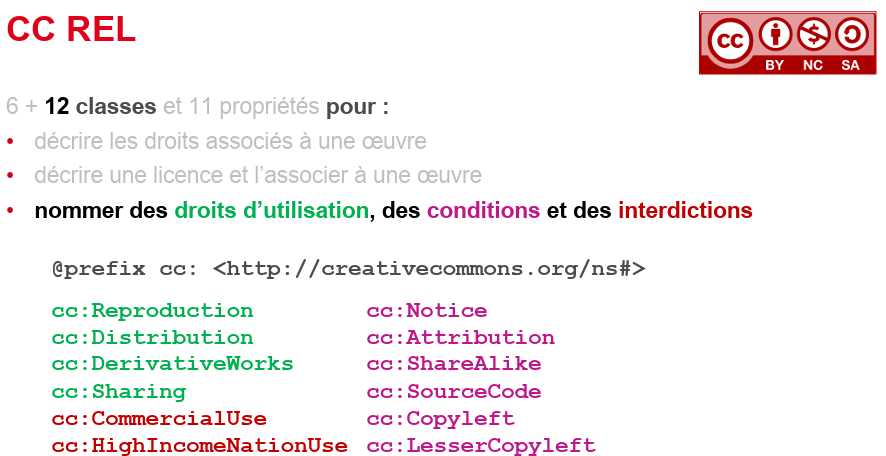 CC REL
cc
BY NC SA
6 + 12 classes et 11 propriétés pour :
• décrire les droits associés à une œuvre
• décrire une licence et l’associer à une œuvre
• nommer des droits d’utilisation, des conditions et des interdictions
@prefix cc: <http://creativecommons.org/ns#>
cc:Reproduction
cc:Distribution
cc:DerivativeWorks
cc:Sharing
cc:CommercialUse
cc:HighIncomeNationUse
cc:Notice
cc:Attribution
cc:ShareAlike
cc:SourceCode
cc:Copyleft
cc:LesserCopyleft